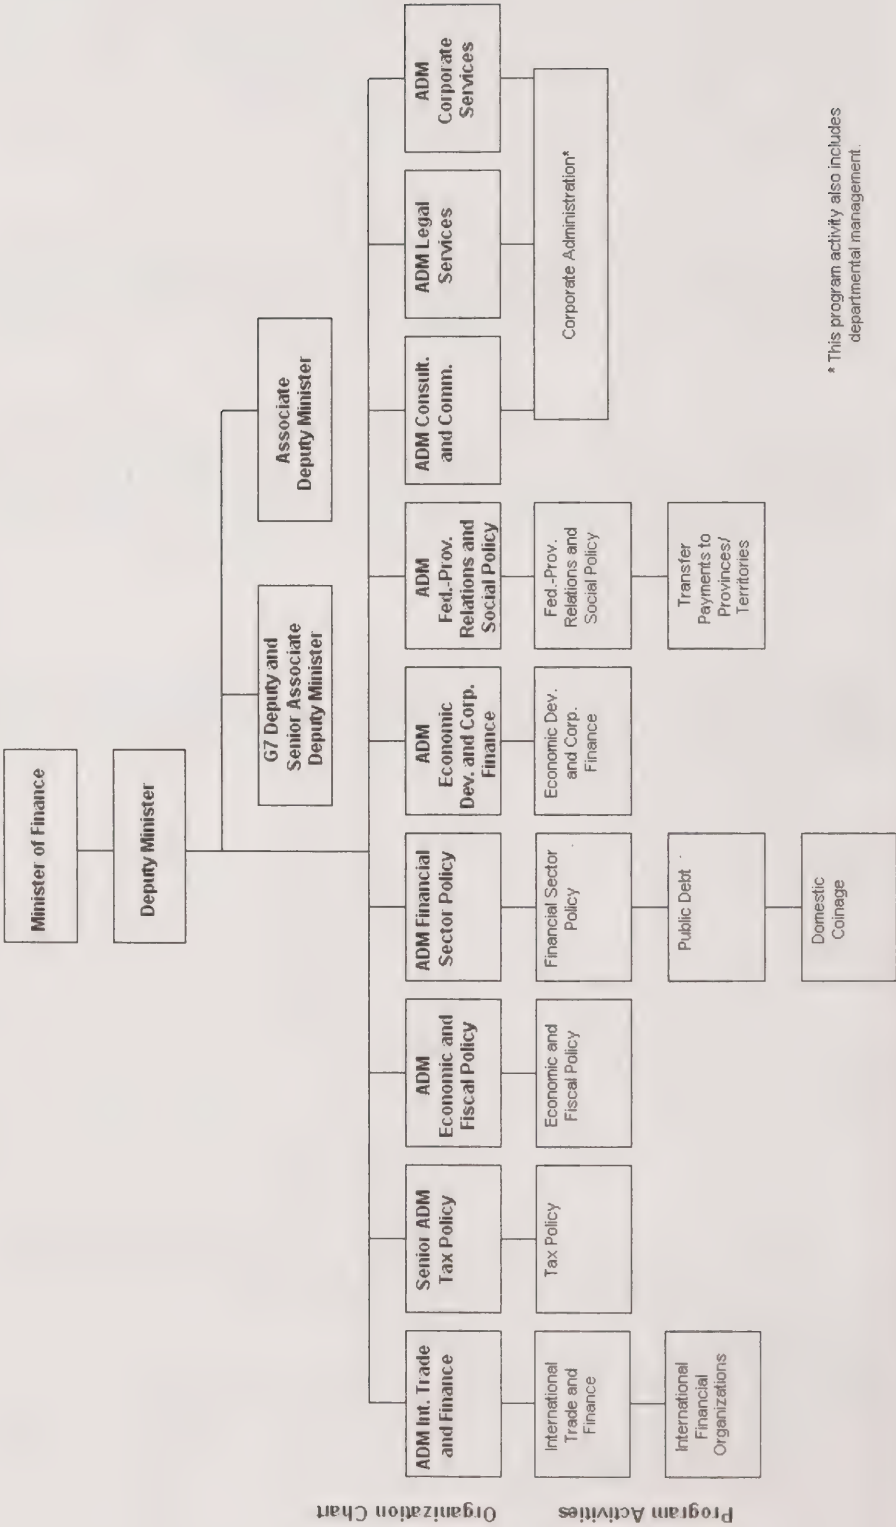 Minister of Finance
Deputy Minister
G7 Deputy and
Senior Associate
Deputy Minister
Associate
Deputy Minister
Organization Chart
ADM Int. Trade
and Finance
Senior ADM
Tax Policy
ADM
Economic and
Fiscal Policy
ADM Financial
Sector Policy
ADM
Economic
Dev. and Corp.
Finance
ADM
Fed.-Prov.
Relations and
Social Policy
ADM Consult.
and Comm.
ADM Legal
Services
ADM
Corporate
Services
Program Activities
International
Trade and
Finance
Tax Policy
Economic and
Fiscal Policy
Financial Sector
Policy
Economic Dev.
and Corp.
Finance
Fed.-Prov.
Relations and
Social Policy
Corporate Administration*
International
Financial
Organizations
Public Debt
Transfer
Payments to
Provinces/
Territories
Domestic
Coinage
* This program activity also includes
departmental management.